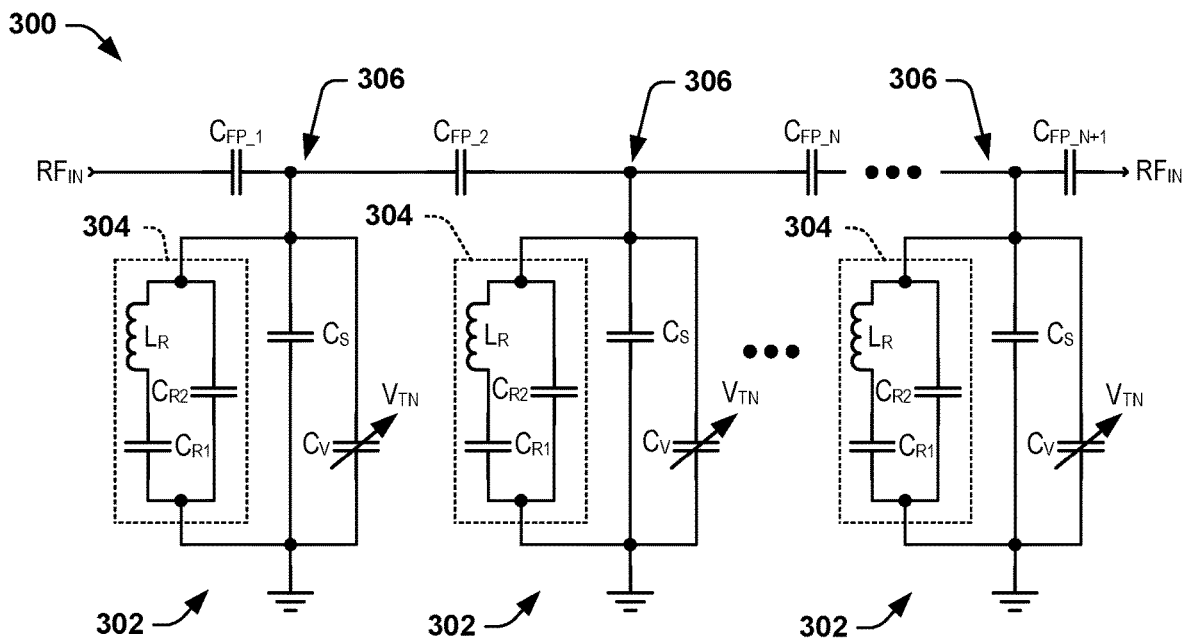 300
306
306
306
C_FP_1
C_FP_2
C_FP_N
C_FP_N+1
RF_IN
RF_IN
304
304
304
L_R
C_S
L_R
C_S
L_R
C_S
C_R2
V_TN
C_R2
V_TN
C_R2
V_TN
C_R1
C_V
C_R1
C_V
C_R1
C_V
302
302
302